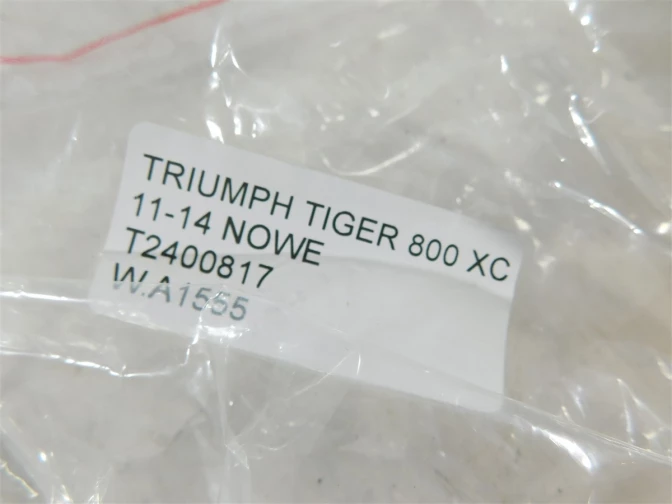 TRIUMPH TIGER 800 XC
11-14 NOWE
T2400817
W.A1555